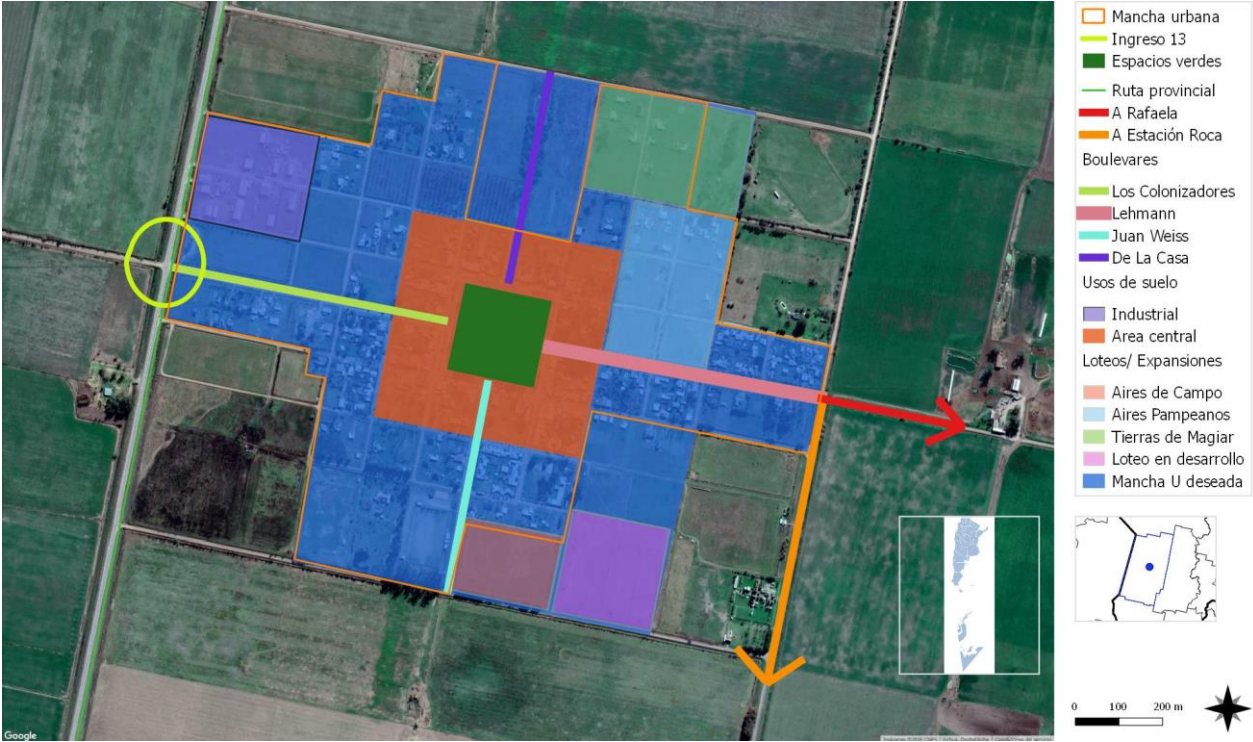 Mancha urbana
Ingreso 13
Espacios verdes
Ruta provincial
A Rafaela
A Estación Roca
Boulevares
Los Colonizadores
Lehmann
Juan Weiss
De La Casa
Usos de suelo
Industrial
Area central
Loteos/ Expansiones
Aires de Campo
Aires Pampeanos
Tierras de Magiar
Loteo en desarrollo
Mancha U deseada
0 100 200 m
Google